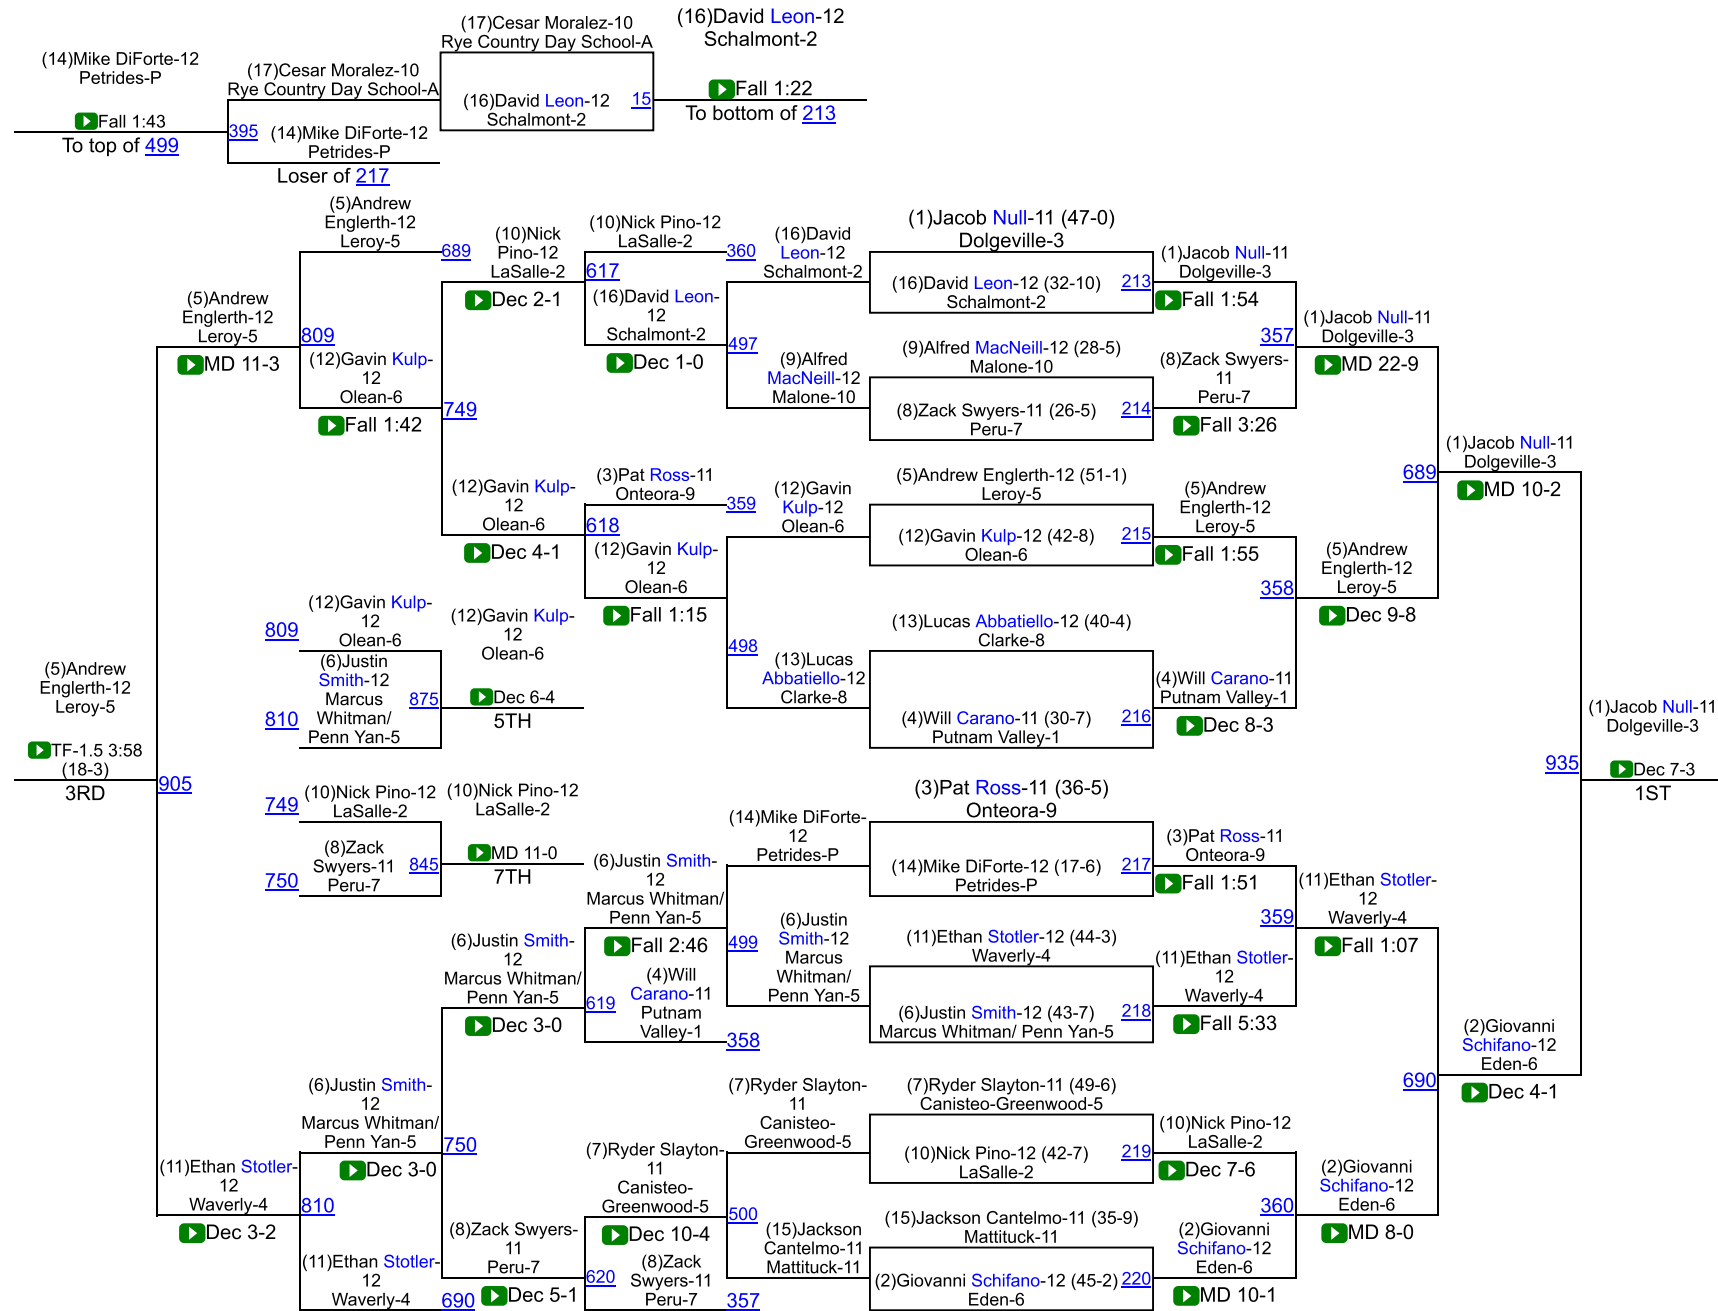 (14)Mike DiForte-12
Petrides-P
Fall 1:43
To top of 499
(17)Cesar Moralez-10
Rye Country Day School-A
395
(14)Mike DiForte-12
Petrides-P
Loser of 217
(17)Cesar Moralez-10
Rye Country Day School-A
(16)David Leon-12
Schalmont-2
15
(16)David Leon-12
Schalmont-2
Fall 1:22
To bottom of 213
(5)Andrew
Englerth-12
Leroy-5
TF-1.5 3:58
(18-3)
3RD
905
(5)Andrew
Englerth-12
Leroy-5
MD 11-3
(11)Ethan Stotler-
12
Waverly-4
Dec 3-2
(5)Andrew
Englerth-12
Leroy-5
689
809
(12)Gavin Kulp-
12
Olean-6
Fall 1:42
809
(12)Gavin Kulp-
12
Olean-6
(6)Justin
Smith-12
Marcus
Whitman/
Penn Yan-5
810
875
(12)Gavin Kulp-
12
Olean-6
Dec 6-4
5TH
749
(10)Nick Pino-12
LaSalle-2
(8)Zack
Swyers-11
Peru-7
750
845
(10)Nick Pino-12
LaSalle-2
MD 11-0
7TH
(6)Justin Smith-
12
Marcus Whitman/
Penn Yan-5
Dec 3-0
810
(11)Ethan Stotler-
12
Waverly-4
690
(10)Nick
Pino-12
LaSalle-2
Dec 2-1
749
(12)Gavin Kulp-
12
Olean-6
Dec 4-1
(6)Justin Smith-
12
Marcus Whitman/
Penn Yan-5
Dec 3-0
750
(8)Zack Swyers-
11
Peru-7
Dec 5-1
(10)Nick Pino-12
LaSalle-2
360
617
(16)David Leon-
12
Schalmont-2
Dec 1-0
(3)Pat Ross-11
Onteora-9
359
618
(12)Gavin Kulp-
12
Olean-6
Fall 1:15
(6)Justin Smith-
12
Marcus Whitman/
Penn Yan-5
Fall 2:46
619
(4)Will
Carano-11
Putnam
Valley-1
358
(7)Ryder Slayton-
11
Canisteo-
Greenwood-5
Dec 10-4
620
(8)Zack
Swyers-11
Peru-7
357
(16)David
Leon-12
Schalmont-2
497
(9)Alfred
MacNeill-12
Malone-10
(12)Gavin
Kulp-12
Olean-6
498
(13)Lucas
Abbatiello-12
Clarke-8
(14)Mike DiForte-
12
Petrides-P
499
(6)Justin
Smith-12
Marcus
Whitman/
Penn Yan-5
(7)Ryder Slayton-
11
Canisteo-
Greenwood-5
500
(15)Jackson
Cantelmo-11
Mattituck-11
(1)Jacob Null-11 (47-0)
Dolgeville-3
(16)David Leon-12 (32-10)
Schalmont-2
213
(9)Alfred MacNeill-12 (28-5)
Malone-10
(8)Zack Swyers-11 (26-5)
Peru-7
214
(5)Andrew Englerth-12 (51-1)
Leroy-5
(12)Gavin Kulp-12 (42-8)
Olean-6
215
(13)Lucas Abbatiello-12 (40-4)
Clarke-8
(4)Will Carano-11 (30-7)
Putnam Valley-1
216
(3)Pat Ross-11 (36-5)
Onteora-9
(14)Mike DiForte-12 (17-6)
Petrides-P
217
(11)Ethan Stotler-12 (44-3)
Waverly-4
(6)Justin Smith-12 (43-7)
Marcus Whitman/ Penn Yan-5
218
(7)Ryder Slayton-11 (49-6)
Canisteo-Greenwood-5
(10)Nick Pino-12 (42-7)
LaSalle-2
219
(15)Jackson Cantelmo-11 (35-9)
Mattituck-11
(2)Giovanni Schifano-12 (45-2)
Eden-6
220
(1)Jacob Null-11
Dolgeville-3
Fall 1:54
357
(8)Zack Swyers-
11
Peru-7
Fall 3:26
(5)Andrew
Englerth-12
Leroy-5
Fall 1:55
358
(4)Will Carano-11
Putnam Valley-1
Dec 8-3
(3)Pat Ross-11
Onteora-9
Fall 1:51
359
(11)Ethan Stotler-
12
Waverly-4
Fall 5:33
(10)Nick Pino-12
LaSalle-2
Dec 7-6
360
(2)Giovanni
Schifano-12
Eden-6
MD 10-1
(1)Jacob Null-11
Dolgeville-3
MD 22-9
689
(5)Andrew
Englerth-12
Leroy-5
Dec 9-8
(11)Ethan Stotler-
12
Waverly-4
Fall 1:07
690
(2)Giovanni
Schifano-12
Eden-6
MD 8-0
(1)Jacob Null-11
Dolgeville-3
MD 10-2
935
(2)Giovanni
Schifano-12
Eden-6
Dec 4-1
(1)Jacob Null-11
Dolgeville-3
Dec 7-3
1ST